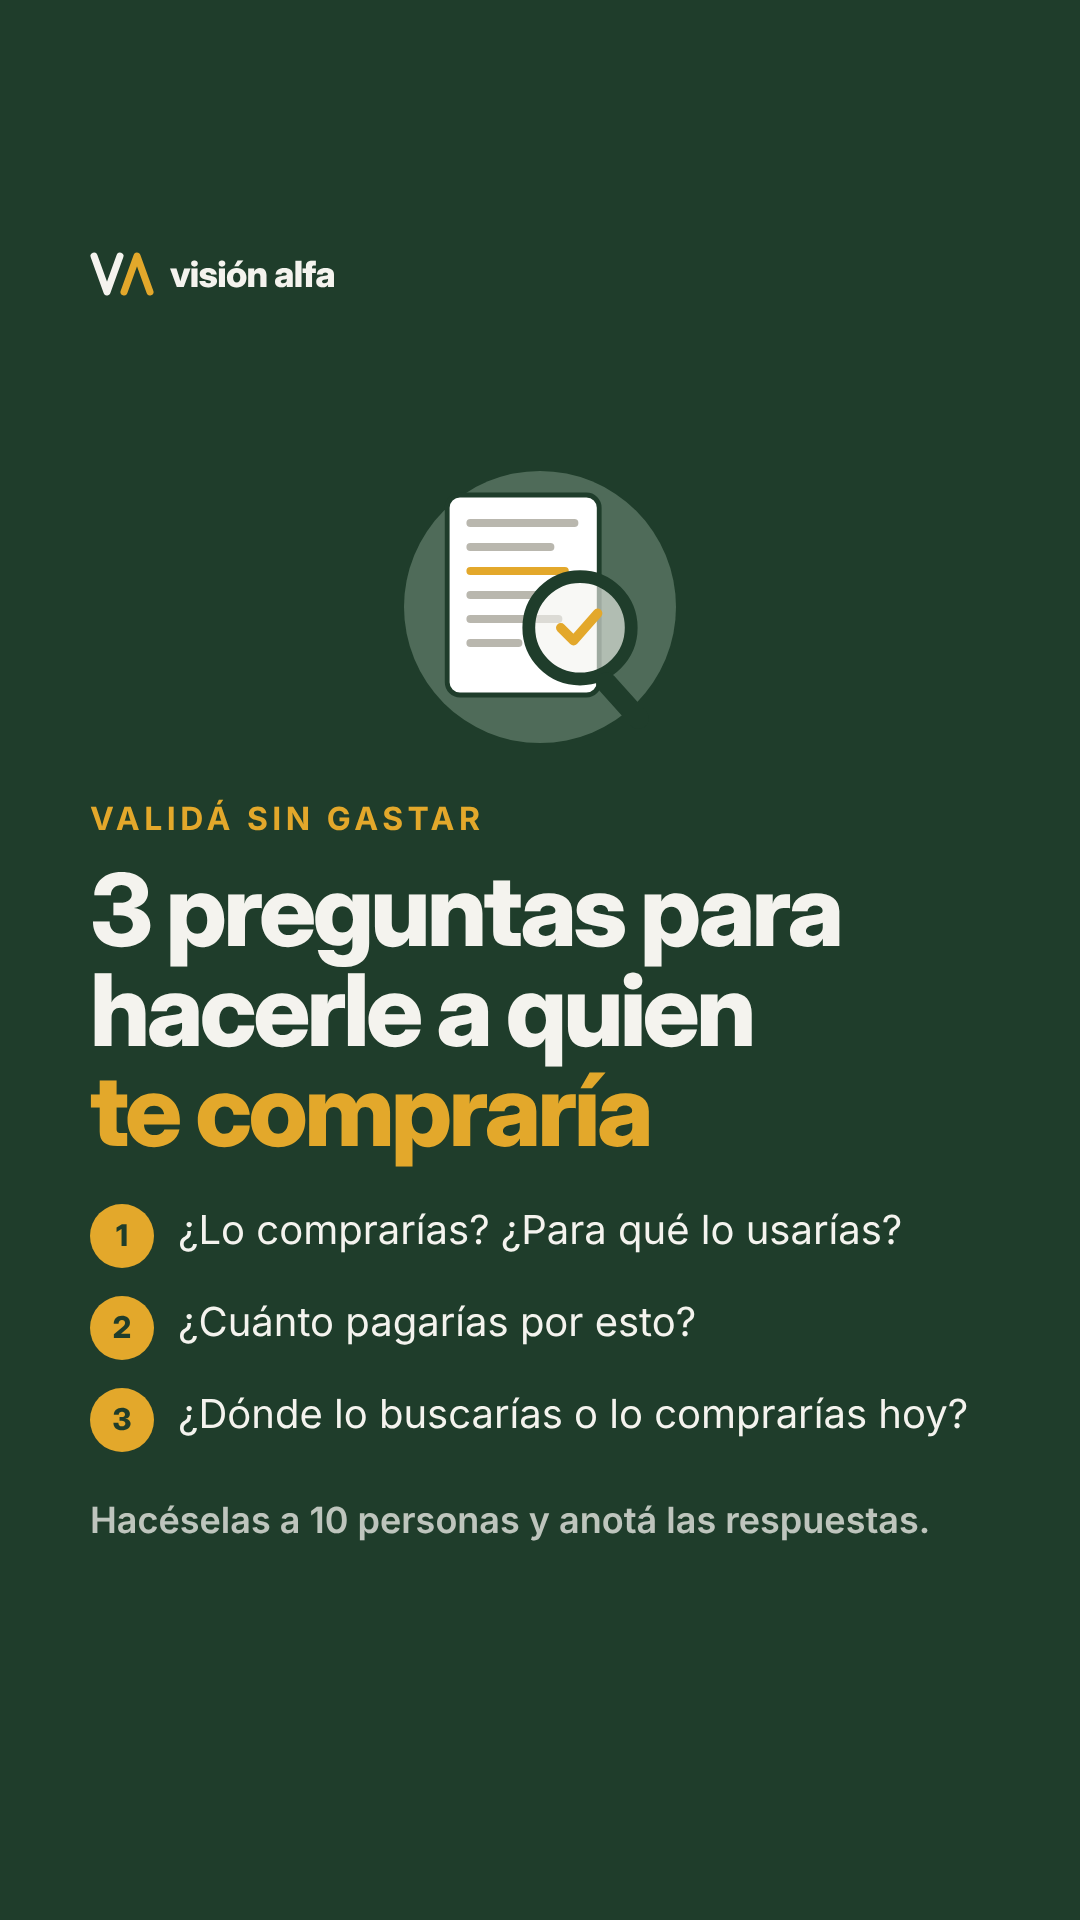 visión alfa
VALIDÁ SIN GASTAR
3 preguntas para
hacerle a quien
te compraría
1 ¿Lo comprarías? ¿Para qué lo usarías?
2 ¿Cuánto pagarías por esto?
3 ¿Dónde lo buscarías o lo comprarías hoy?
Hacéselas a 10 personas y anotá las respuestas.